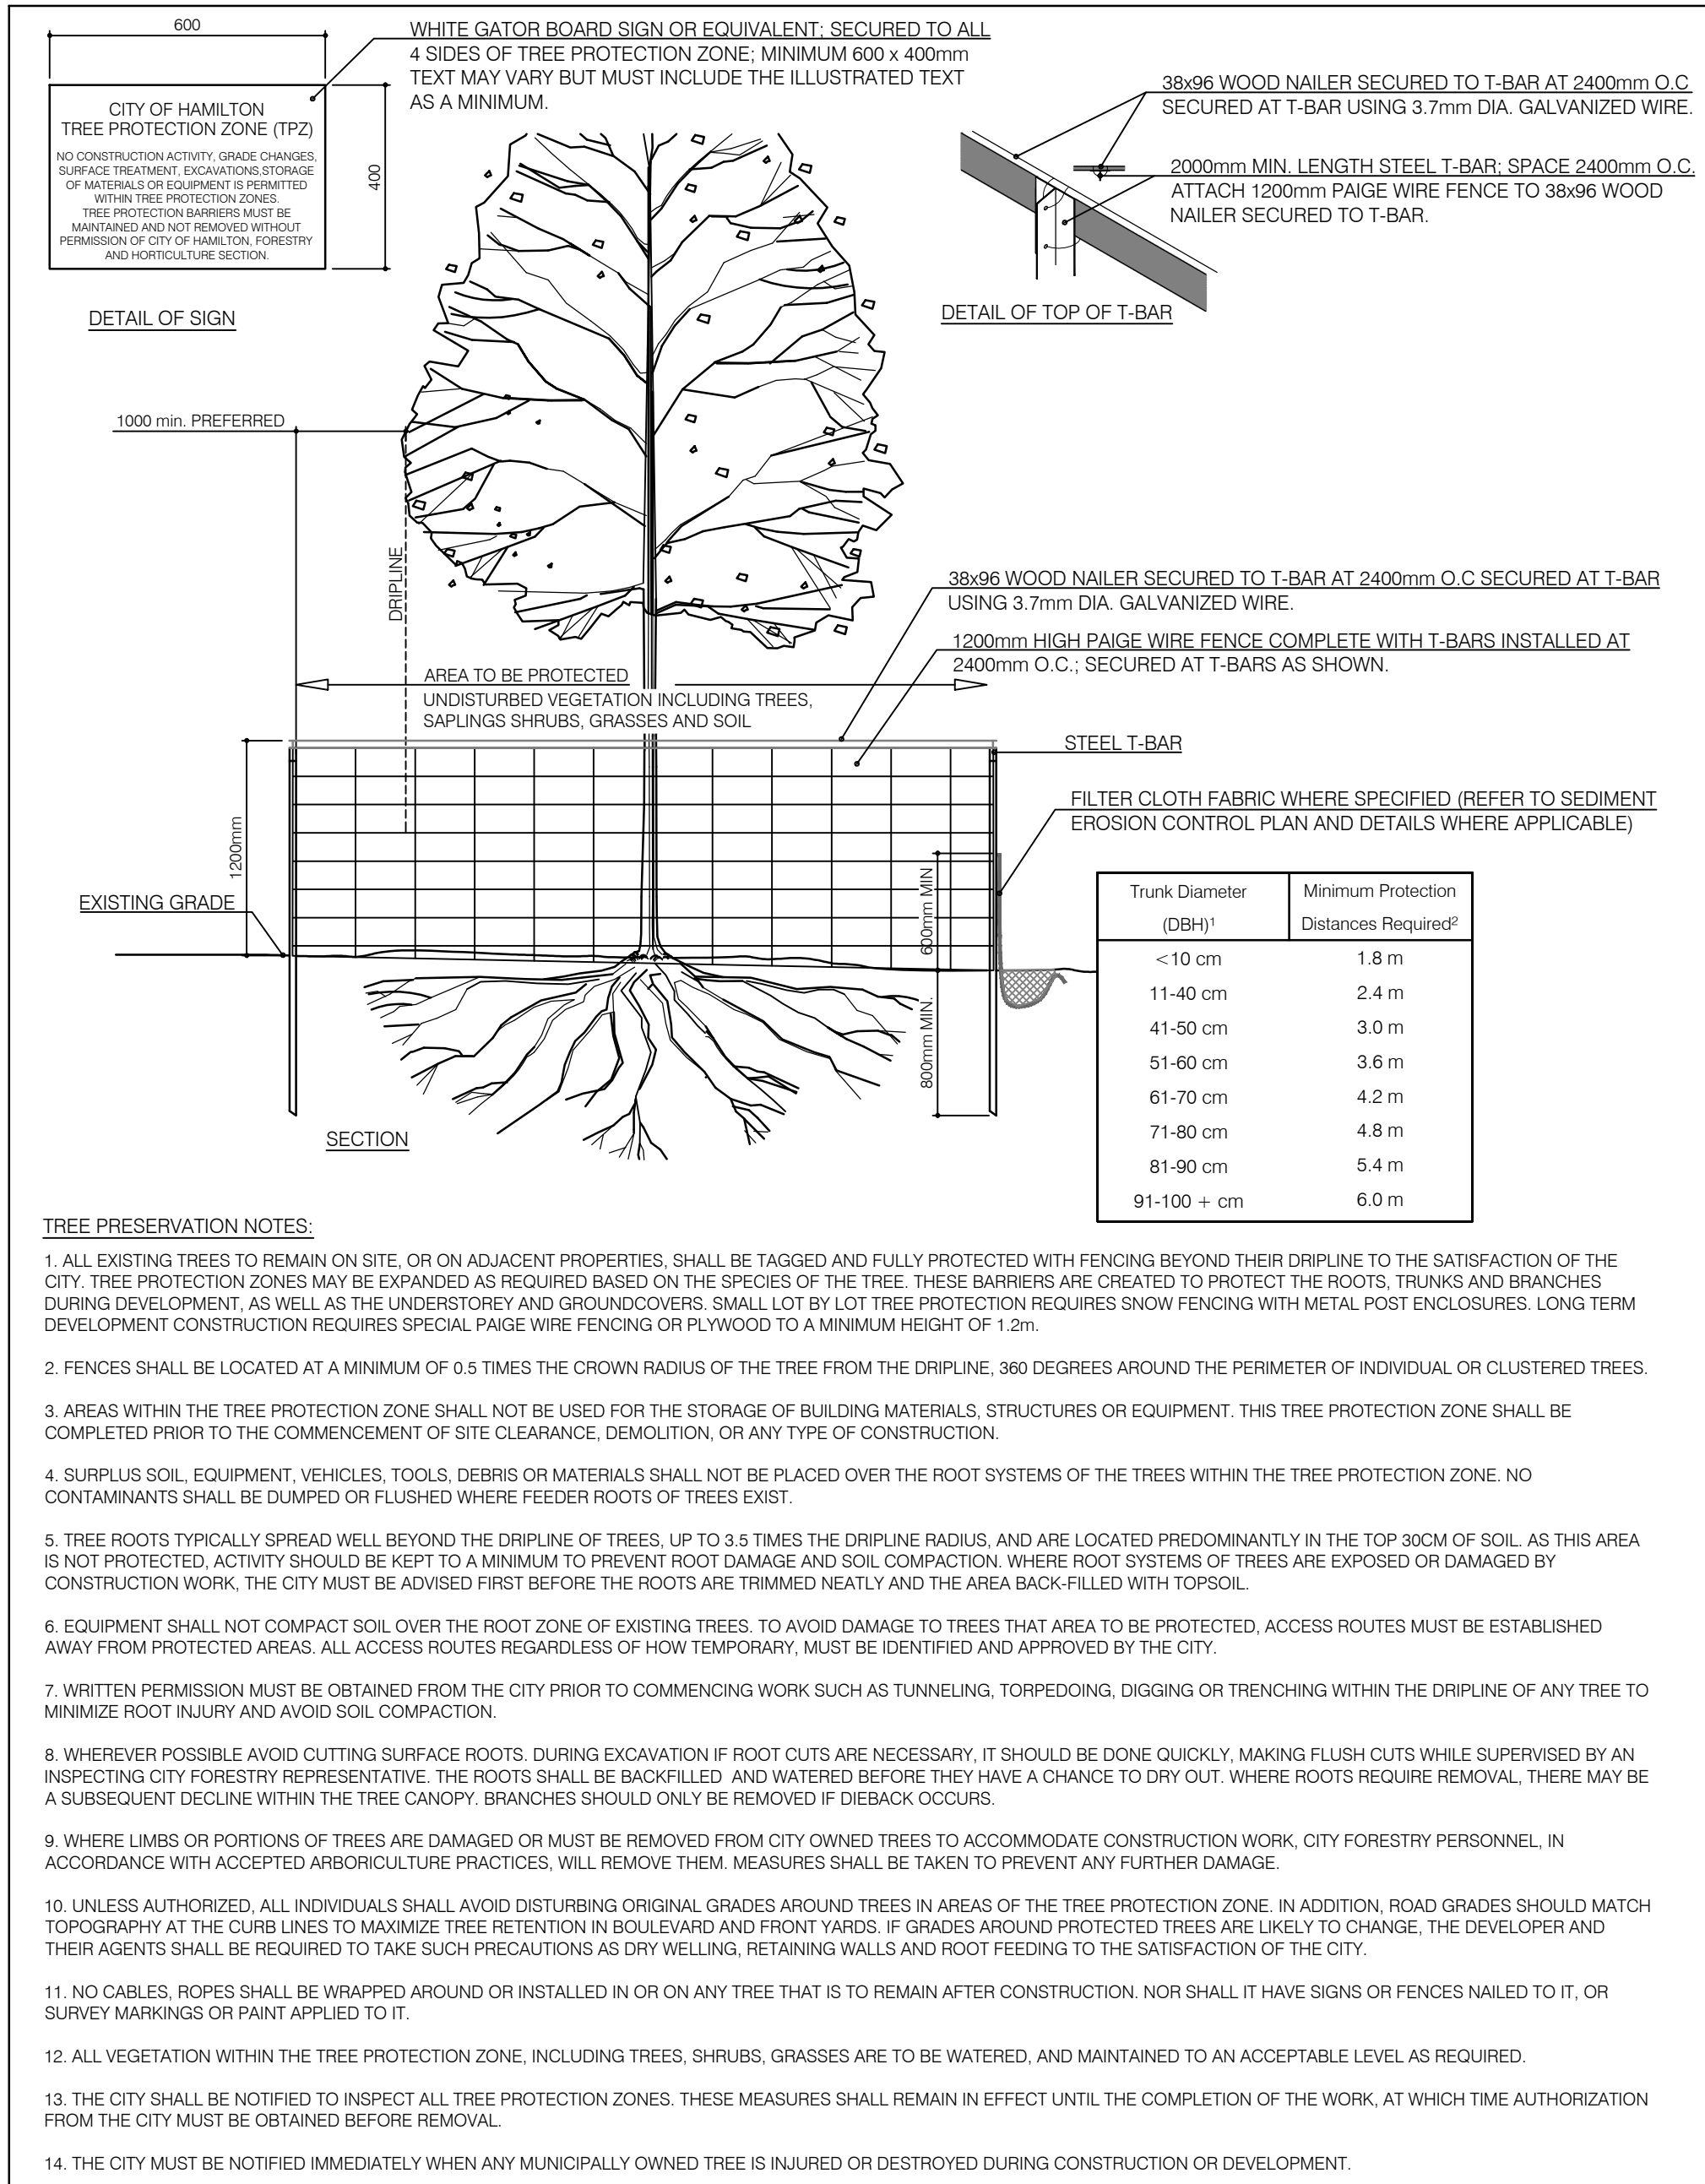 600
WHITE GATOR BOARD SIGN OR EQUIVALENT; SECURED TO ALL
4 SIDES OF TREE PROTECTION ZONE; MINIMUM 600 x 400mm
TEXT MAY VARY BUT MUST INCLUDE THE ILLUSTRATED TEXT
AS A MINIMUM.
CITY OF HAMILTON
TREE PROTECTION ZONE (TPZ)
NO CONSTRUCTION ACTIVITY, GRADE CHANGES,
SURFACE TREATMENT, EXCAVATIONS,STORAGE
OF MATERIALS OR EQUIPMENT IS PERMITTED
WITHIN TREE PROTECTION ZONES.
TREE PROTECTION BARRIERS MUST BE
MAINTAINED AND NOT REMOVED WITHOUT
PERMISSION OF CITY OF HAMILTON, FORESTRY
AND HORTICULTURE SECTION.
400
DETAIL OF SIGN
38x96 WOOD NAILER SECURED TO T-BAR AT 2400mm O.C
SECURED AT T-BAR USING 3.7mm DIA. GALVANIZED WIRE.
2000mm MIN. LENGTH STEEL T-BAR; SPACE 2400mm O.C.
ATTACH 1200mm PAIGE WIRE FENCE TO 38x96 WOOD
NAILER SECURED TO T-BAR.
DETAIL OF TOP OF T-BAR
1000 min. PREFERRED
DRIPLINE
38x96 WOOD NAILER SECURED TO T-BAR AT 2400mm O.C SECURED AT T-BAR
USING 3.7mm DIA. GALVANIZED WIRE.
1200mm HIGH PAIGE WIRE FENCE COMPLETE WITH T-BARS INSTALLED AT
2400mm O.C.; SECURED AT T-BARS AS SHOWN.
AREA TO BE PROTECTED
UNDISTURBED VEGETATION INCLUDING TREES,
SAPLINGS SHRUBS, GRASSES AND SOIL
STEEL T-BAR
FILTER CLOTH FABRIC WHERE SPECIFIED (REFER TO SEDIMENT
EROSION CONTROL PLAN AND DETAILS WHERE APPLICABLE)
1200mm
EXISTING GRADE
600mm MIN
800mm MIN.
SECTION
Trunk Diameter (DBH)¹ Minimum Protection Distances Required²
<10 cm 1.8 m
11-40 cm 2.4 m
41-50 cm 3.0 m
51-60 cm 3.6 m
61-70 cm 4.2 m
71-80 cm 4.8 m
81-90 cm 5.4 m
91-100 + cm 6.0 m
TREE PRESERVATION NOTES:
1. ALL EXISTING TREES TO REMAIN ON SITE, OR ON ADJACENT PROPERTIES, SHALL BE TAGGED AND FULLY PROTECTED WITH FENCING BEYOND THEIR DRIPLINE TO THE SATISFACTION OF THE
CITY. TREE PROTECTION ZONES MAY BE EXPANDED AS REQUIRED BASED ON THE SPECIES OF THE TREE. THESE BARRIERS ARE CREATED TO PROTECT THE ROOTS, TRUNKS AND BRANCHES
DURING DEVELOPMENT, AS WELL AS THE UNDERSTOREY AND GROUNDCOVERS. SMALL LOT BY LOT TREE PROTECTION REQUIRES SNOW FENCING WITH METAL POST ENCLOSURES. LONG TERM
DEVELOPMENT CONSTRUCTION REQUIRES SPECIAL PAIGE WIRE FENCING OR PLYWOOD TO A MINIMUM HEIGHT OF 1.2m.
2. FENCES SHALL BE LOCATED AT A MINIMUM OF 0.5 TIMES THE CROWN RADIUS OF THE TREE FROM THE DRIPLINE, 360 DEGREES AROUND THE PERIMETER OF INDIVIDUAL OR CLUSTERED TREES.
3. AREAS WITHIN THE TREE PROTECTION ZONE SHALL NOT BE USED FOR THE STORAGE OF BUILDING MATERIALS, STRUCTURES OR EQUIPMENT. THIS TREE PROTECTION ZONE SHALL BE
COMPLETED PRIOR TO THE COMMENCEMENT OF SITE CLEARANCE, DEMOLITION, OR ANY TYPE OF CONSTRUCTION.
4. SURPLUS SOIL, EQUIPMENT, VEHICLES, TOOLS, DEBRIS OR MATERIALS SHALL NOT BE PLACED OVER THE ROOT SYSTEMS OF THE TREES WITHIN THE TREE PROTECTION ZONE. NO
CONTAMINANTS SHALL BE DUMPED OR FLUSHED WHERE FEEDER ROOTS OF TREES EXIST.
5. TREE ROOTS TYPICALLY SPREAD WELL BEYOND THE DRIPLINE OF TREES, UP TO 3.5 TIMES THE DRIPLINE RADIUS, AND ARE LOCATED PREDOMINANTLY IN THE TOP 30CM OF SOIL. AS THIS AREA
IS NOT PROTECTED, ACTIVITY SHOULD BE KEPT TO A MINIMUM TO PREVENT ROOT DAMAGE AND SOIL COMPACTION. WHERE ROOT SYSTEMS OF TREES ARE EXPOSED OR DAMAGED BY
CONSTRUCTION WORK, THE CITY MUST BE ADVISED FIRST BEFORE THE ROOTS ARE TRIMMED NEATLY AND THE AREA BACK-FILLED WITH TOPSOIL.
6. EQUIPMENT SHALL NOT COMPACT SOIL OVER THE ROOT ZONE OF EXISTING TREES. TO AVOID DAMAGE TO TREES THAT AREA TO BE PROTECTED, ACCESS ROUTES MUST BE ESTABLISHED
AWAY FROM PROTECTED AREAS. ALL ACCESS ROUTES REGARDLESS OF HOW TEMPORARY, MUST BE IDENTIFIED AND APPROVED BY THE CITY.
7. WRITTEN PERMISSION MUST BE OBTAINED FROM THE CITY PRIOR TO COMMENCING WORK SUCH AS TUNNELING, TORPEDOING, DIGGING OR TRENCHING WITHIN THE DRIPLINE OF ANY TREE TO
MINIMIZE ROOT INJURY AND AVOID SOIL COMPACTION.
8. WHEREVER POSSIBLE AVOID CUTTING SURFACE ROOTS. DURING EXCAVATION IF ROOT CUTS ARE NECESSARY, IT SHOULD BE DONE QUICKLY, MAKING FLUSH CUTS WHILE SUPERVISED BY AN
INSPECTING CITY FORESTRY REPRESENTATIVE. THE ROOTS SHALL BE BACKFILLED AND WATERED BEFORE THEY HAVE A CHANCE TO DRY OUT. WHERE ROOTS REQUIRE REMOVAL, THERE MAY BE
A SUBSEQUENT DECLINE WITHIN THE TREE CANOPY. BRANCHES SHOULD ONLY BE REMOVED IF DIEBACK OCCURS.
9. WHERE LIMBS OR PORTIONS OF TREES ARE DAMAGED OR MUST BE REMOVED FROM CITY OWNED TREES TO ACCOMMODATE CONSTRUCTION WORK, CITY FORESTRY PERSONNEL, IN
ACCORDANCE WITH ACCEPTED ARBORICULTURE PRACTICES, WILL REMOVE THEM. MEASURES SHALL BE TAKEN TO PREVENT ANY FURTHER DAMAGE.
10. UNLESS AUTHORIZED, ALL INDIVIDUALS SHALL AVOID DISTURBING ORIGINAL GRADES AROUND TREES IN AREAS OF THE TREE PROTECTION ZONE. IN ADDITION, ROAD GRADES SHOULD MATCH
TOPOGRAPHY AT THE CURB LINES TO MAXIMIZE TREE RETENTION IN BOULEVARD AND FRONT YARDS. IF GRADES AROUND PROTECTED TREES ARE LIKELY TO CHANGE, THE DEVELOPER AND
THEIR AGENTS SHALL BE REQUIRED TO TAKE SUCH PRECAUTIONS AS DRY WELLING, RETAINING WALLS AND ROOT FEEDING TO THE SATISFACTION OF THE CITY.
11. NO CABLES, ROPES SHALL BE WRAPPED AROUND OR INSTALLED IN OR ON ANY TREE THAT IS TO REMAIN AFTER CONSTRUCTION. NOR SHALL IT HAVE SIGNS OR FENCES NAILED TO IT, OR
SURVEY MARKINGS OR PAINT APPLIED TO IT.
12. ALL VEGETATION WITHIN THE TREE PROTECTION ZONE, INCLUDING TREES, SHRUBS, GRASSES ARE TO BE WATERED, AND MAINTAINED TO AN ACCEPTABLE LEVEL AS REQUIRED.
13. THE CITY SHALL BE NOTIFIED TO INSPECT ALL TREE PROTECTION ZONES. THESE MEASURES SHALL REMAIN IN EFFECT UNTIL THE COMPLETION OF THE WORK, AT WHICH TIME AUTHORIZATION
FROM THE CITY MUST BE OBTAINED BEFORE REMOVAL.
14. THE CITY MUST BE NOTIFIED IMMEDIATELY WHEN ANY MUNICIPALLY OWNED TREE IS INJURED OR DESTROYED DURING CONSTRUCTION OR DEVELOPMENT.